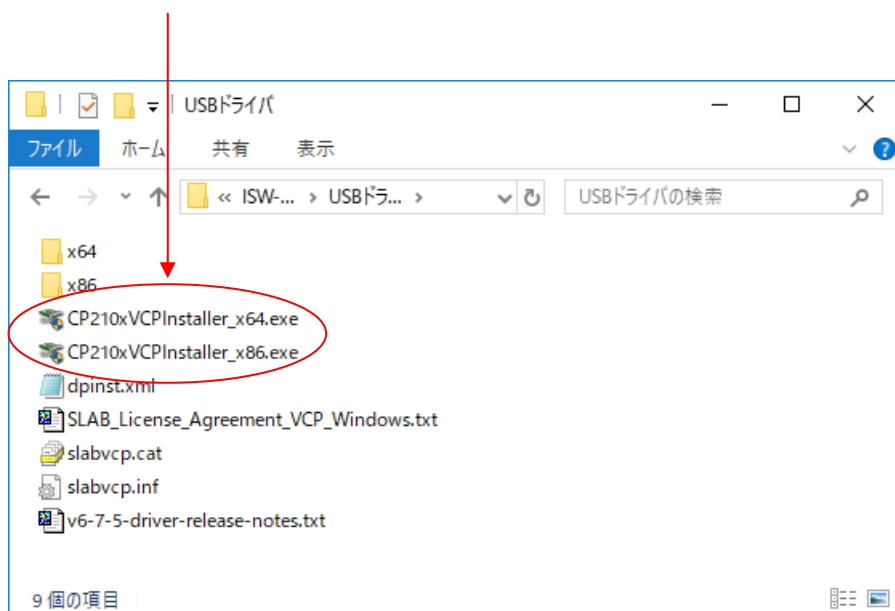 USBドライバ
ファイル ホーム 共有 表示
« ISW-... › USBドラ... › USBドライバの検索
x64
x86
CP210xVCPInstaller_x64.exe
CP210xVCPInstaller_x86.exe
dpinst.xml
SLAB_License_Agreement_VCP_Windows.txt
slabvcp.cat
slabvcp.inf
v6-7-5-driver-release-notes.txt
9 個の項目